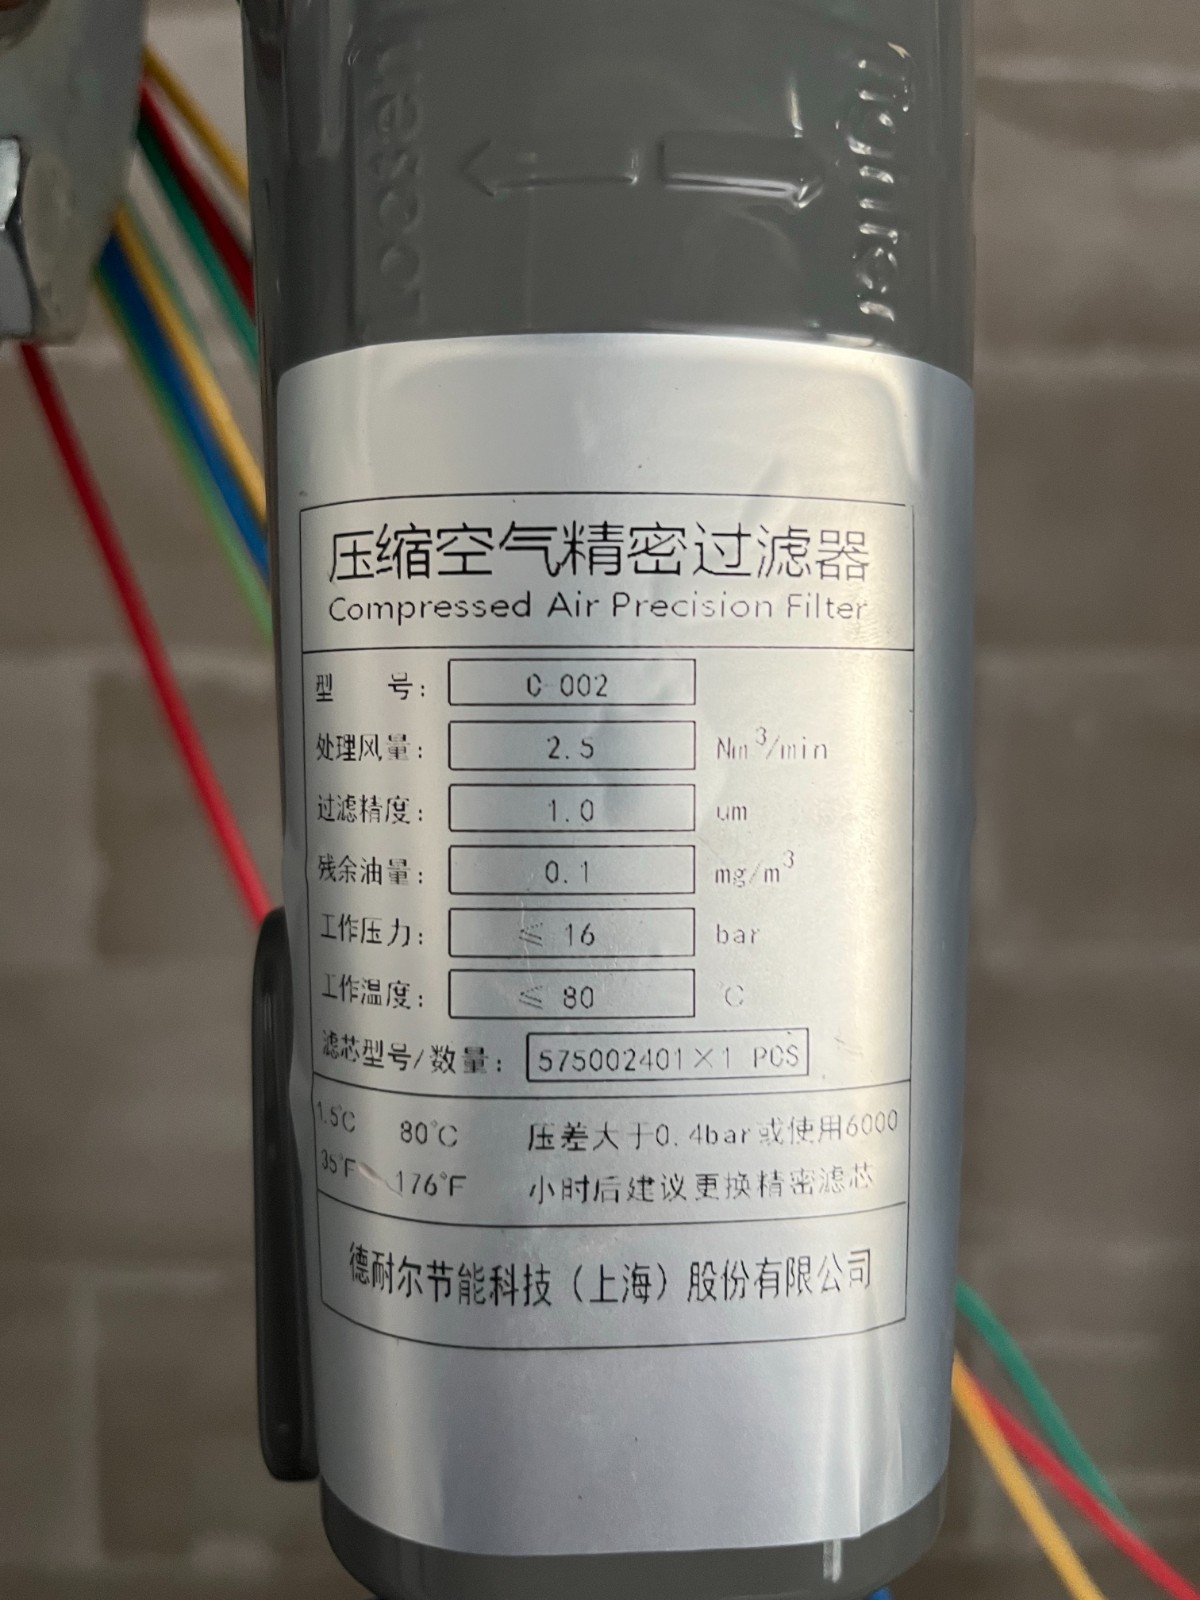 Loosen
Tighten
压缩空气精密过滤器
Compressed Air Precision Filter
型 号: C-002
处理风量: 2.5 Nm³/min
过滤精度: 1.0 um
残余油量: 0.1 mg/m³
工作压力: ≤ 16 bar
工作温度: ≤ 80 ℃
滤芯型号/数量: 575002401×1 PCS
1.5℃ 80℃ 压差大于0.4bar或使用6000
35℉ 176℉ 小时后建议更换精密滤芯
德耐尔节能科技（上海）股份有限公司